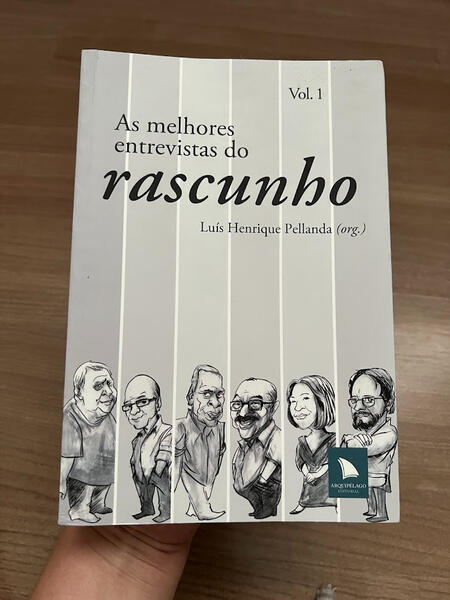 Vol. 1
As melhores
entrevistas do
rascunho
Luís Henrique Pellanda (org.)
ARQUIPÉLAGO
EDITORIAL